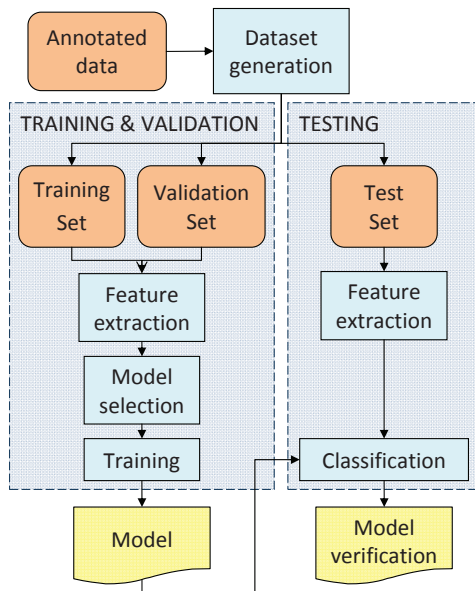 Annotated
data
Dataset
generation
TRAINING & VALIDATION
TESTING
Training
Set
Validation
Set
Test
Set
Feature
extraction
Feature
extraction
Model
selection
Training
Classification
Model
Model
verification